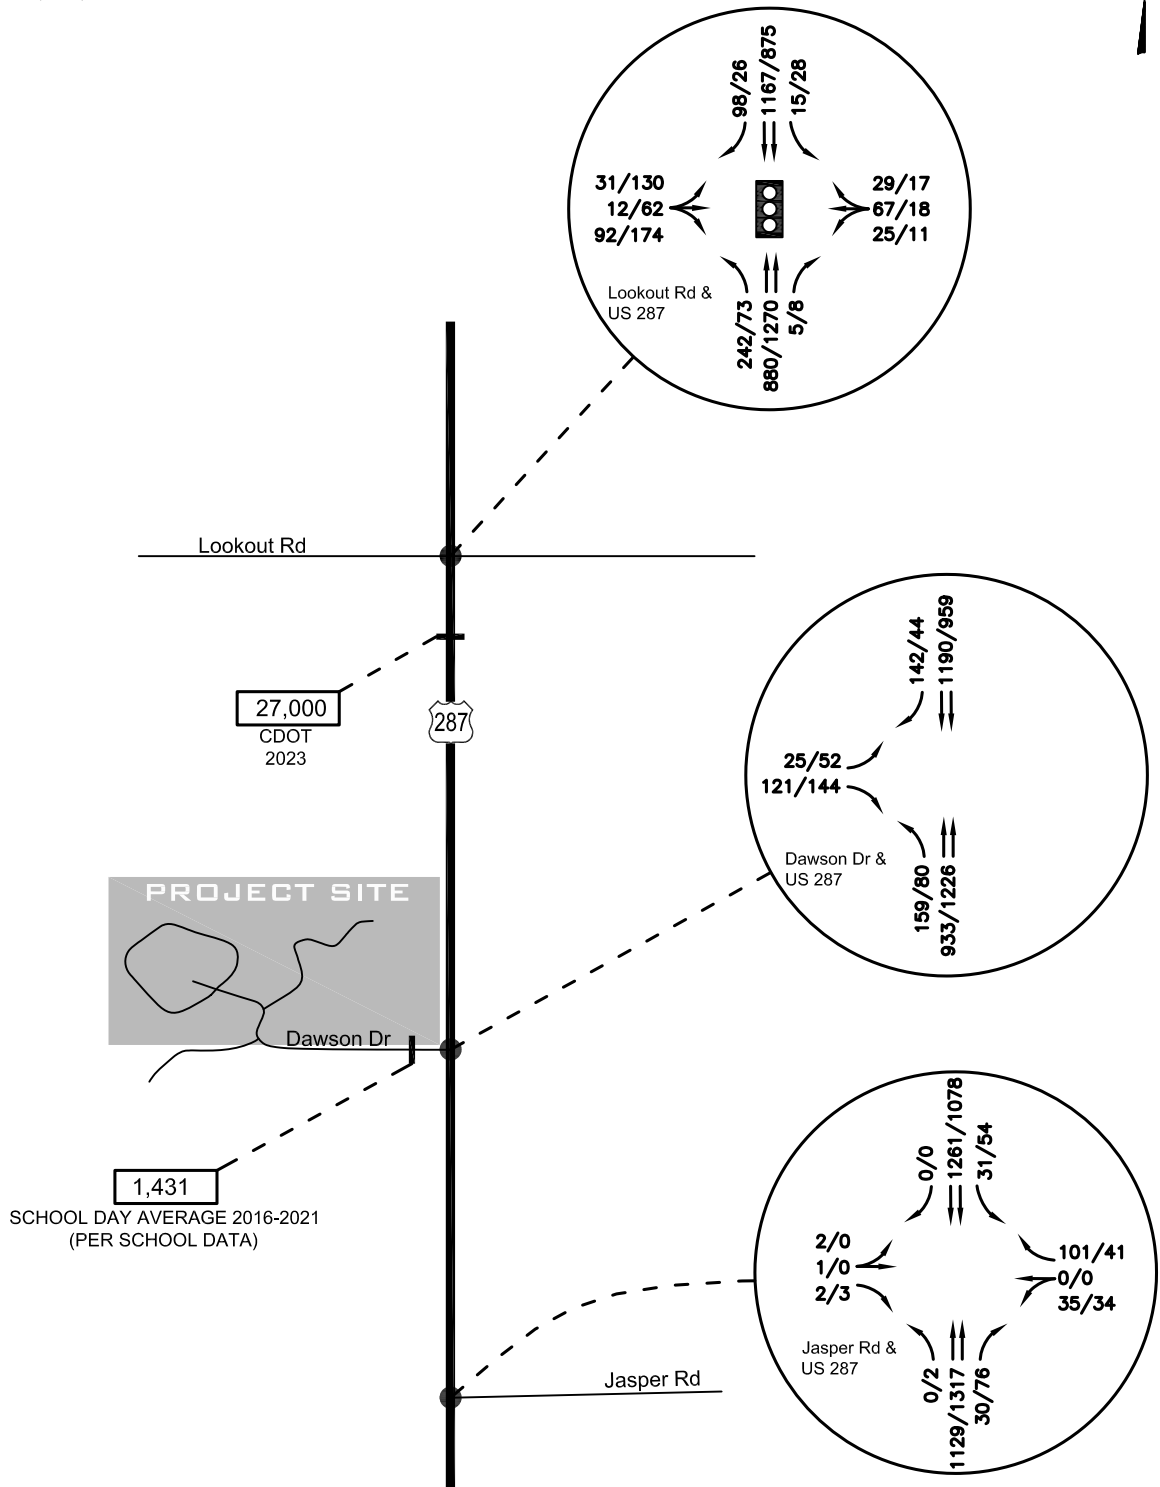 98/26
1167/875
15/28
31/130
12/62
92/174
29/17
67/18
25/11
Lookout Rd &
US 287
242/73
880/1270
5/8
Lookout Rd
27,000
CDOT
2023
287
142/44
1190/959
25/52
121/144
Dawson Dr &
US 287
159/80
933/1226
PROJECT SITE
Dawson Dr
1,431
SCHOOL DAY AVERAGE 2016-2021
(PER SCHOOL DATA)
0/0
1261/1078
31/54
2/0
1/0
2/3
101/41
0/0
35/34
Jasper Rd &
US 287
0/2
1129/1317
30/76
Jasper Rd